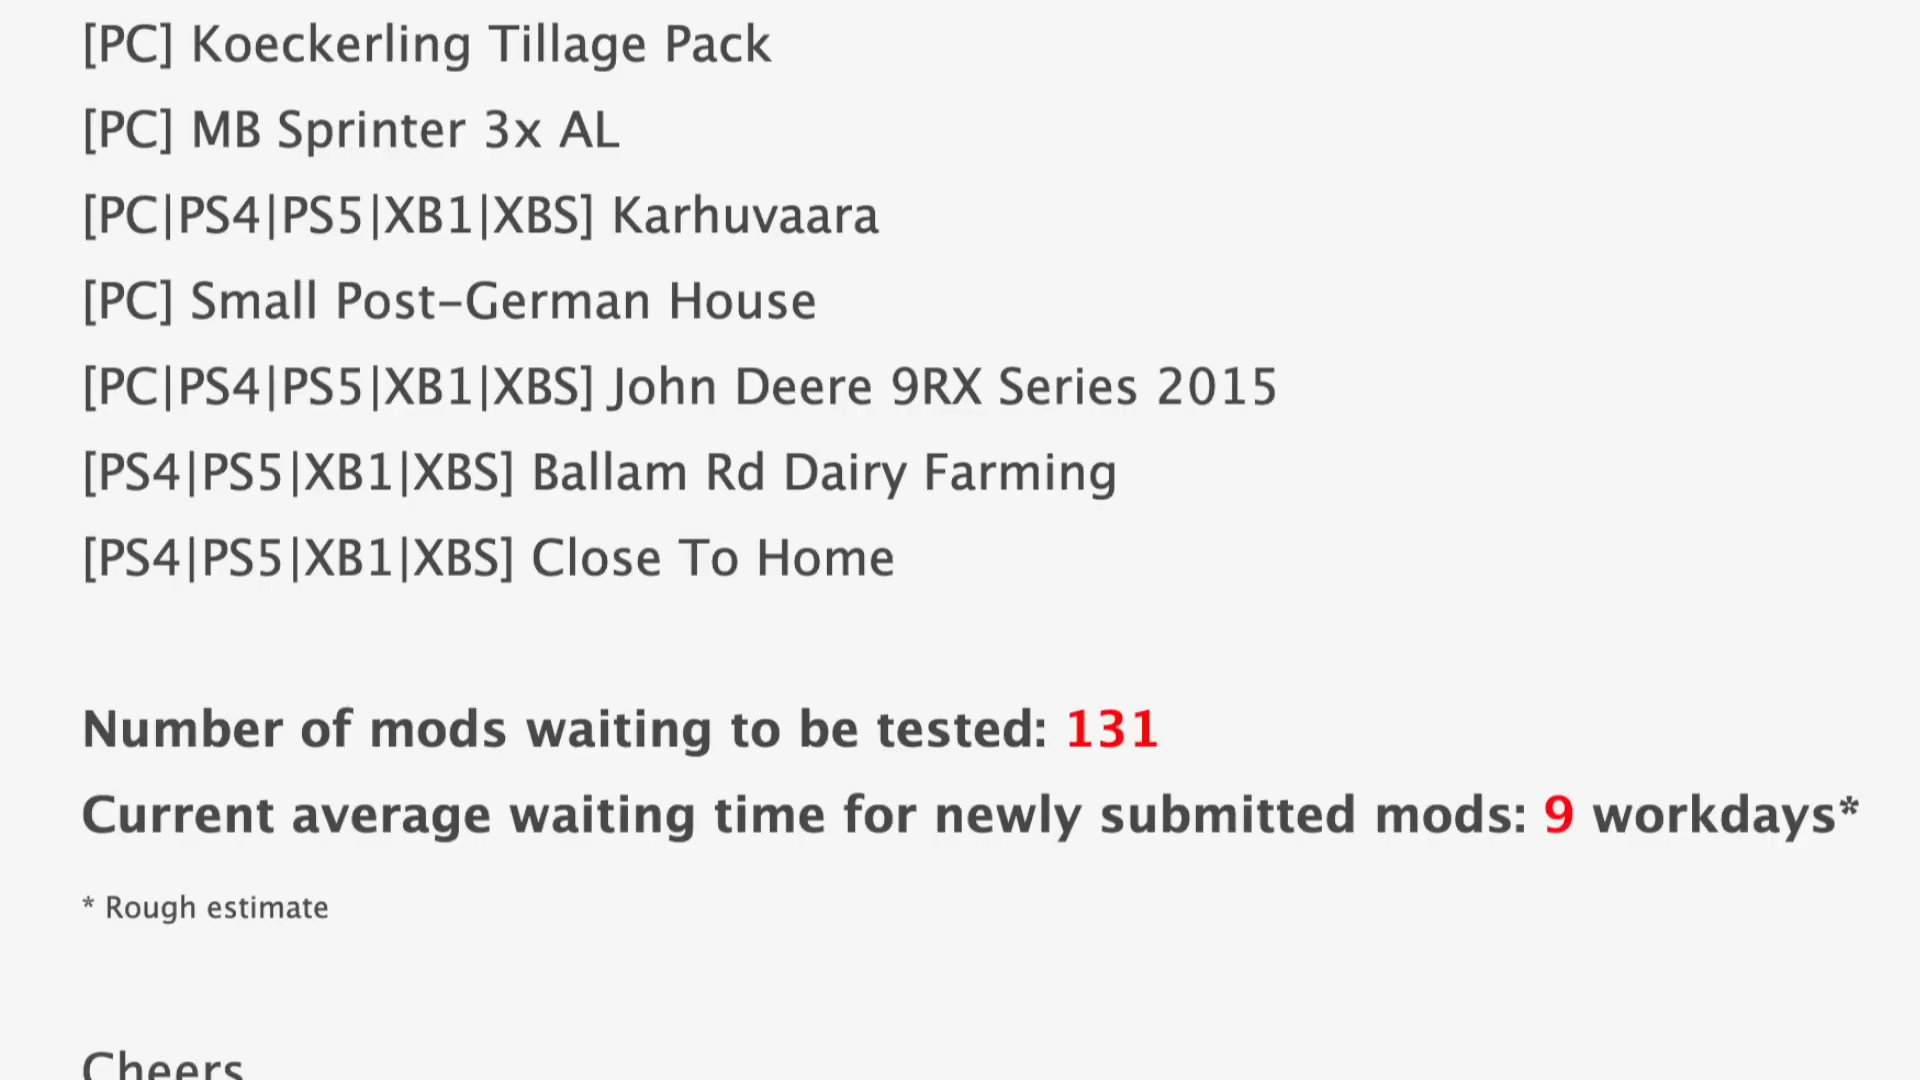 [PC] Koeckerling Tillage Pack
[PC] MB Sprinter 3x AL
[PC|PS4|PS5|XB1|XBS] Karhuvaara
[PC] Small Post-German House
[PC|PS4|PS5|XB1|XBS] John Deere 9RX Series 2015
[PS4|PS5|XB1|XBS] Ballam Rd Dairy Farming
[PS4|PS5|XB1|XBS] Close To Home
Number of mods waiting to be tested: 131
Current average waiting time for newly submitted mods: 9 workdays*
* Rough estimate
Cheers